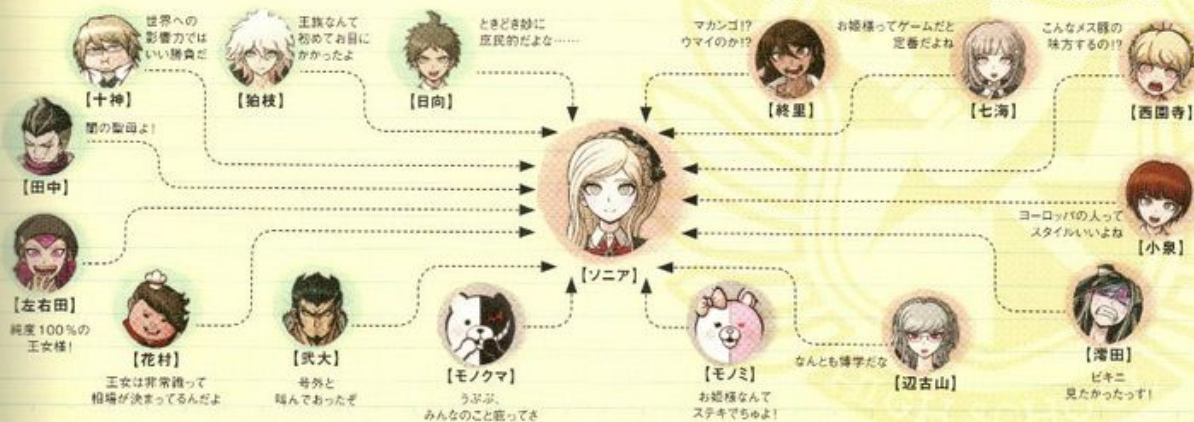 世界への
影響力では
いい勝負だ
【十神】
王族なんて
初めてお目に
かかったよ
【狛枝】
ときどき妙に
庶民的だよな……
【日向】
マカンゴ!?
ウマイのか!?
【終里】
お姫様ってゲームだと
定番だよね
【七海】
こんなメス豚の
味方するの!?
【西園寺】
闇の聖母よ!
【田中】
【ソニア】
ヨーロッパの人って
スタイルいいよね
【小泉】
【左右田】
純度100%の
王女様!
【花村】
王女は非常識って
相場が決まってるんだよ
【弐大】
号外と
叫んでおったぞ
【モノクマ】
うぷぷ、
みんなのこと庇ってさ
【モノミ】
お姫様なんて
ステキでちゅよ!
なんとも博学だな
【辺古山】
【澪田】
ビキニ
見たかったっす!